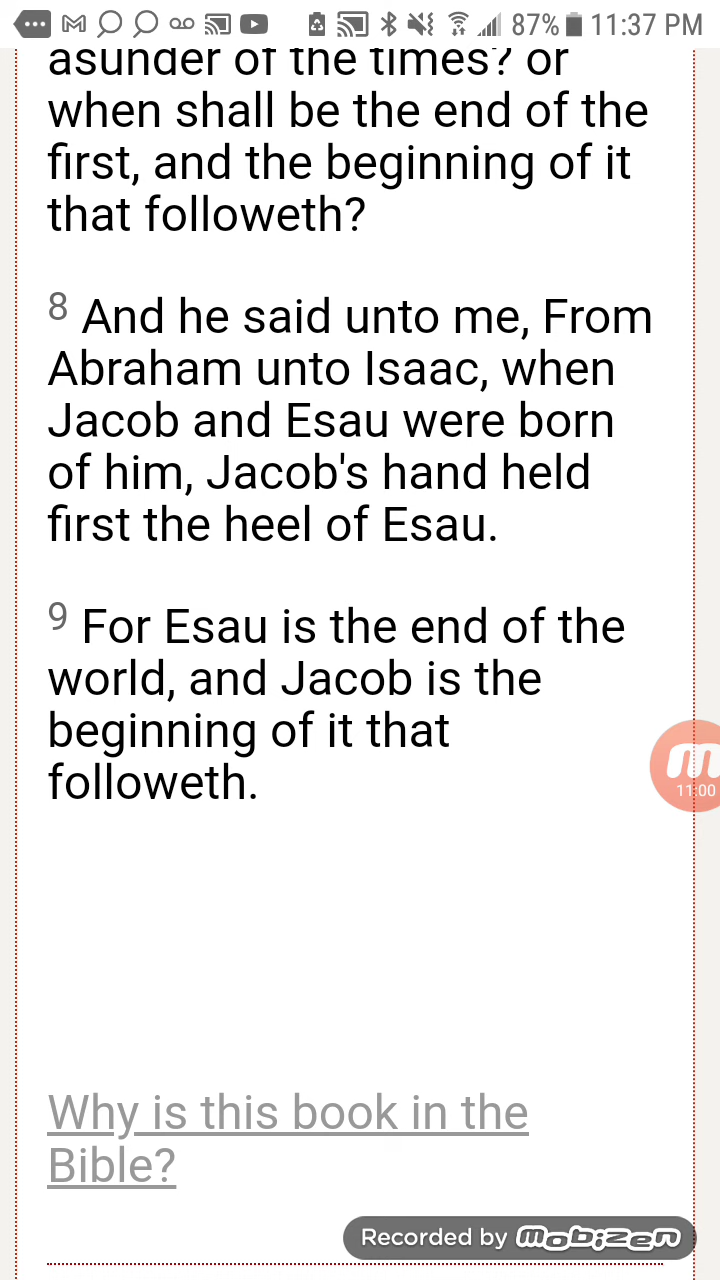 87% 11:37 PM
asunder of the times? or
when shall be the end of the
first, and the beginning of it
that followeth?
8 And he said unto me, From
Abraham unto Isaac, when
Jacob and Esau were born
of him, Jacob's hand held
first the heel of Esau.
9 For Esau is the end of the
world, and Jacob is the
beginning of it that
followeth.
m
11:00
Why is this book in the
Bible?
Recorded by mobizen